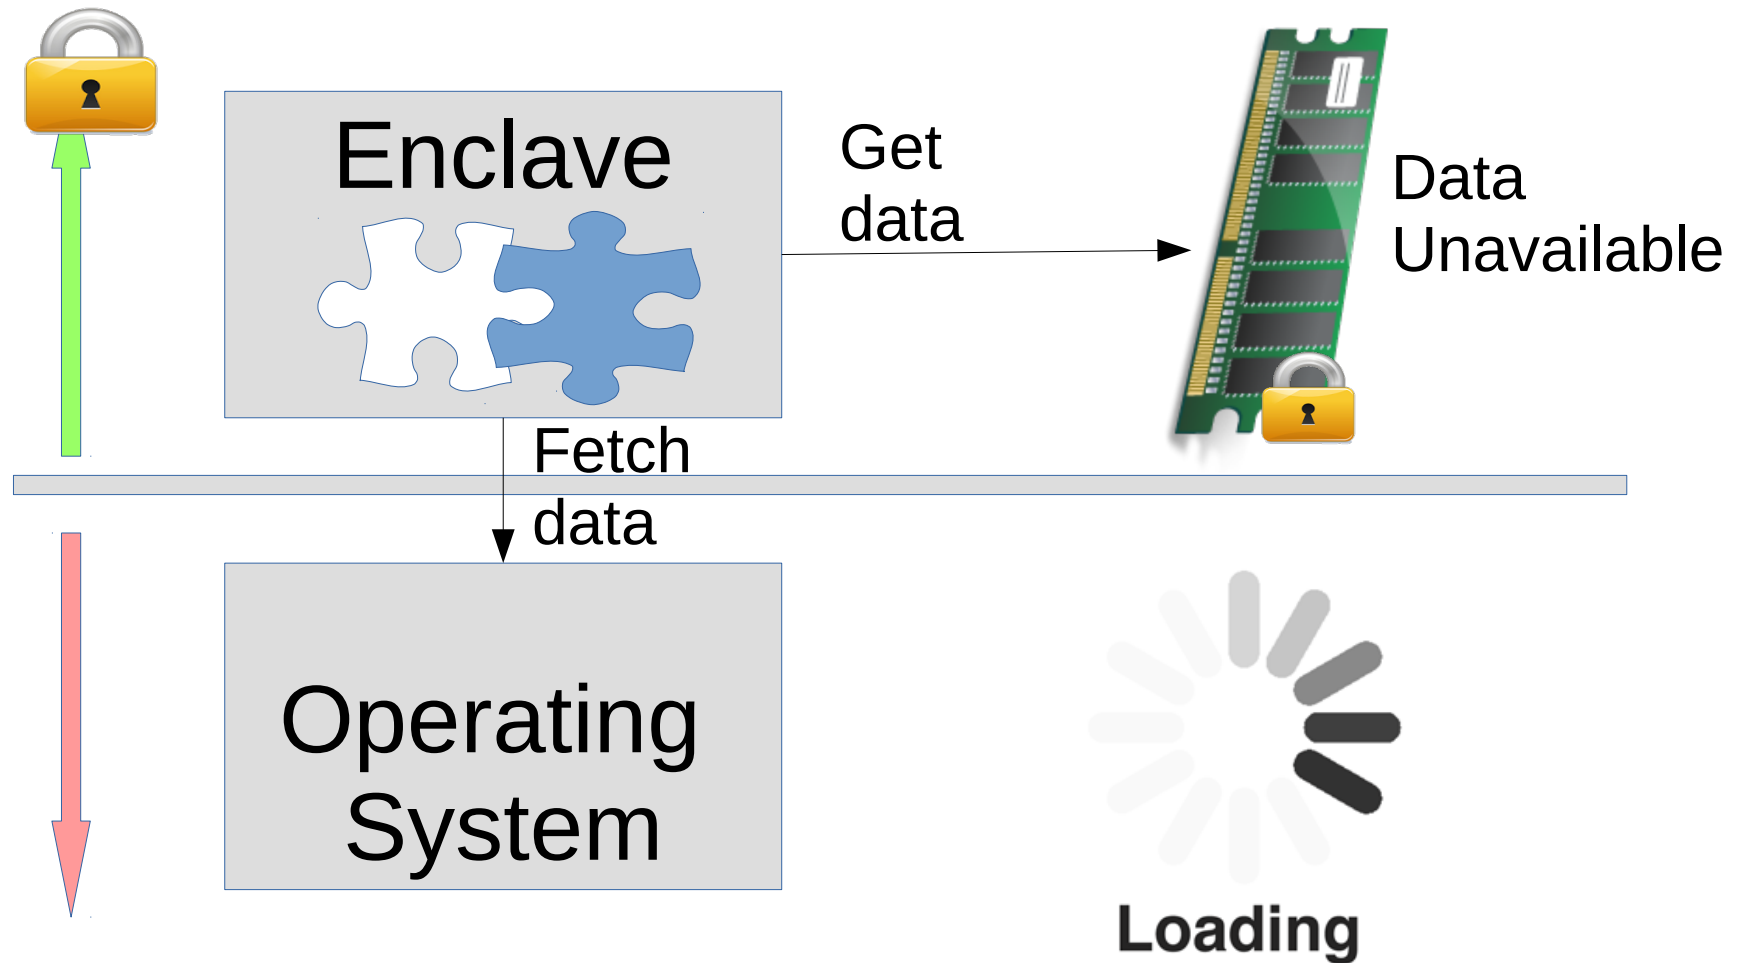 Enclave
Get
data
Data
Unavailable
Fetch
data
Operating
System
Loading